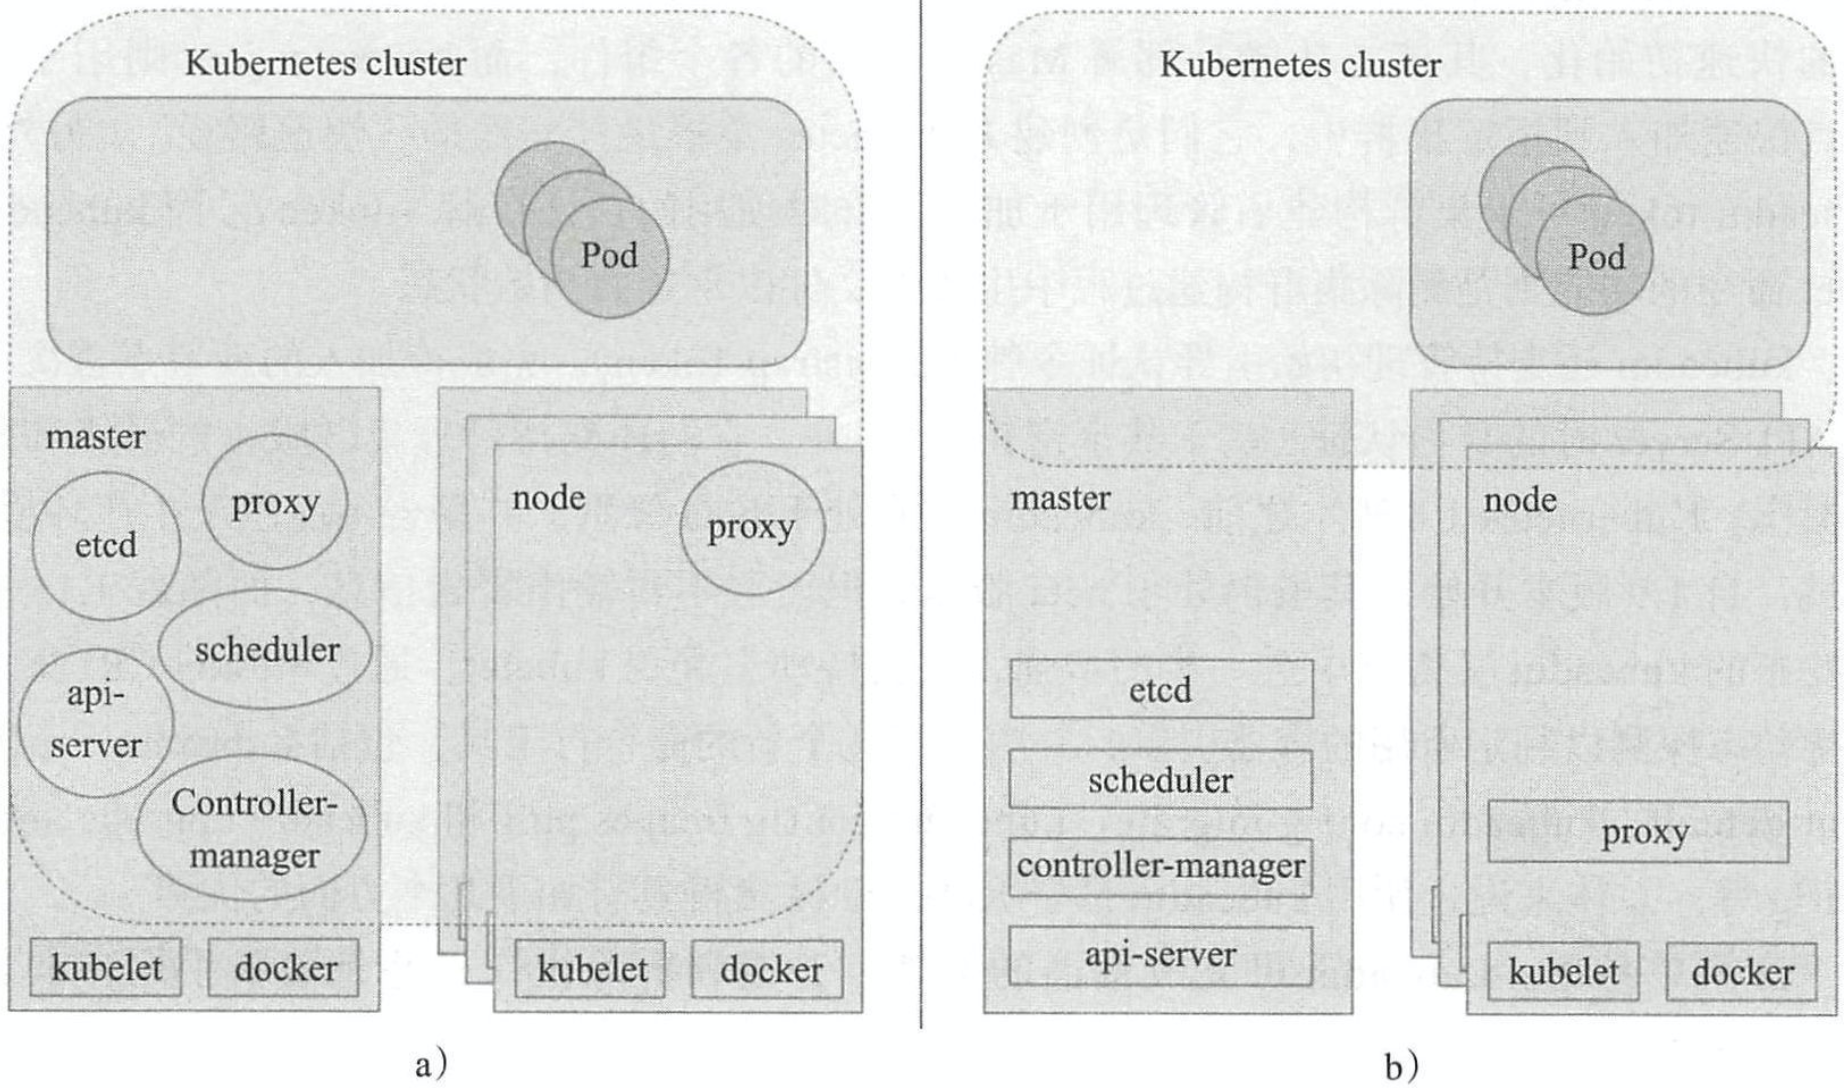 Kubernetes cluster
Pod
master
proxy
etcd
scheduler
api-
server
Controller-
manager
kubelet
docker
node
proxy
kubelet
docker
a)
Kubernetes cluster
Pod
master
etcd
scheduler
controller-manager
api-server
node
proxy
kubelet
docker
b)